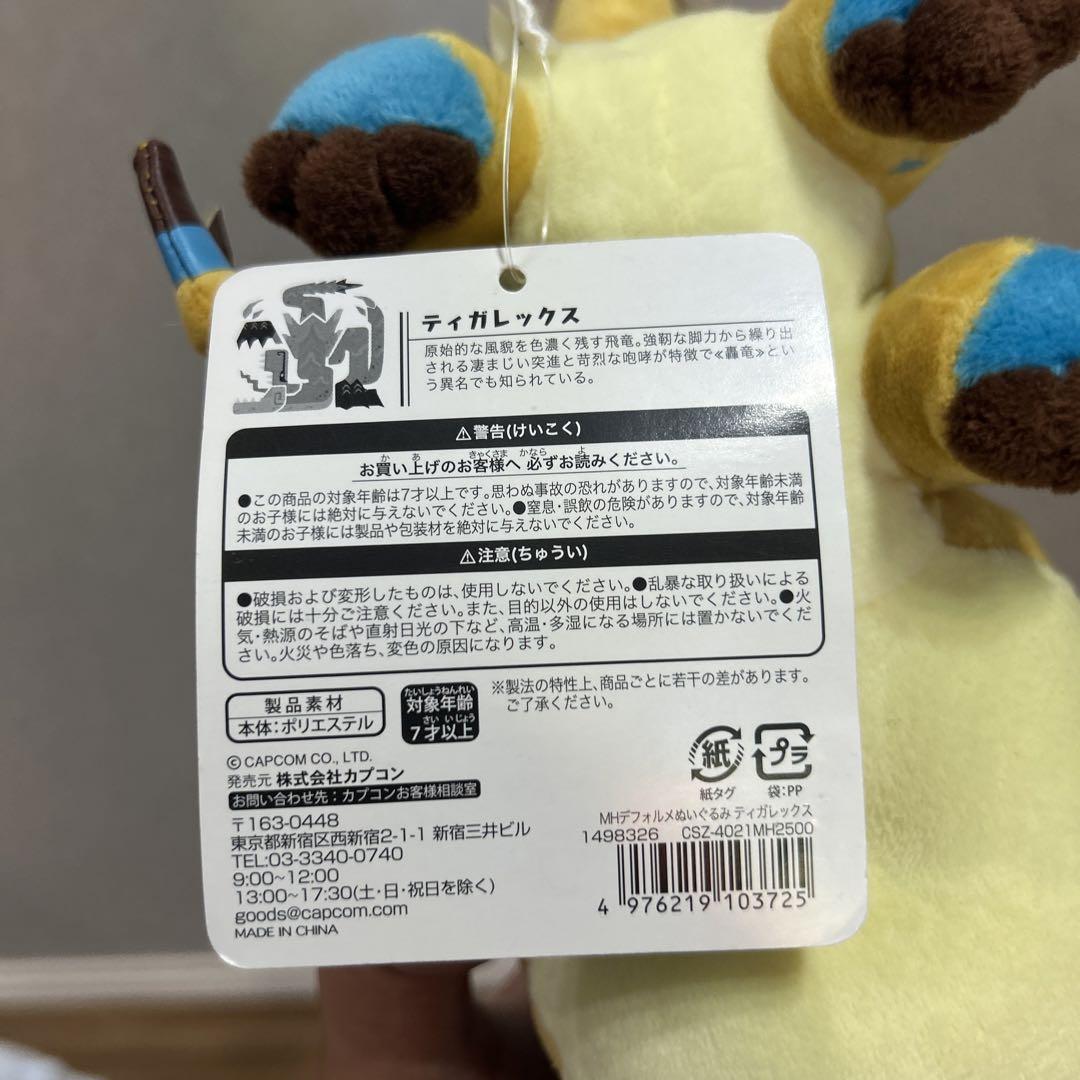 ティガレックス
原始的な風貌を色濃く残す飛竜。強靭な脚力から繰り出
される凄まじい突進と苛烈な咆哮が特徴で≪轟竜≫とい
う異名でも知られている。
⚠警告(けいこく)
お買い上げのお客様へ 必ずお読みください。
●この商品の対象年齢は7才以上です。思わぬ事故の恐れがありますので、対象年齢未満
のお子様には絶対に与えないでください。●窒息・誤飲の危険がありますので、対象年齢
未満のお子様には製品や包装材を絶対に与えないでください。
⚠注意(ちゅうい)
●破損および変形したものは、使用しないでください。●乱暴な取り扱いによる
破損には十分ご注意ください。また、目的以外の使用はしないでください。●火
気・熱源のそばや直射日光の下など、高温・多湿になる場所には置かないでくだ
さい。火災や色落ち、変色の原因になります。
製品素材
本体:ポリエステル
たいしょうねんれい
対象年齢
さい いじょう
7才以上
※製法の特性上、商品ごとに若干の差があります。
ご了承ください。
©CAPCOM CO., LTD.
発売元 株式会社カプコン
お問い合わせ先:カプコンお客様相談室
〒163-0448
東京都新宿区西新宿2-1-1 新宿三井ビル
TEL:03-3340-0740
9:00~12:00
13:00~17:30(土・日・祝日を除く)
goods@capcom.com
MADE IN CHINA
紙
紙タグ
プラ
袋:PP
MHデフォルメぬいぐるみ ティガレックス
1498326 CSZ-4021MH2500
4 976219 103725